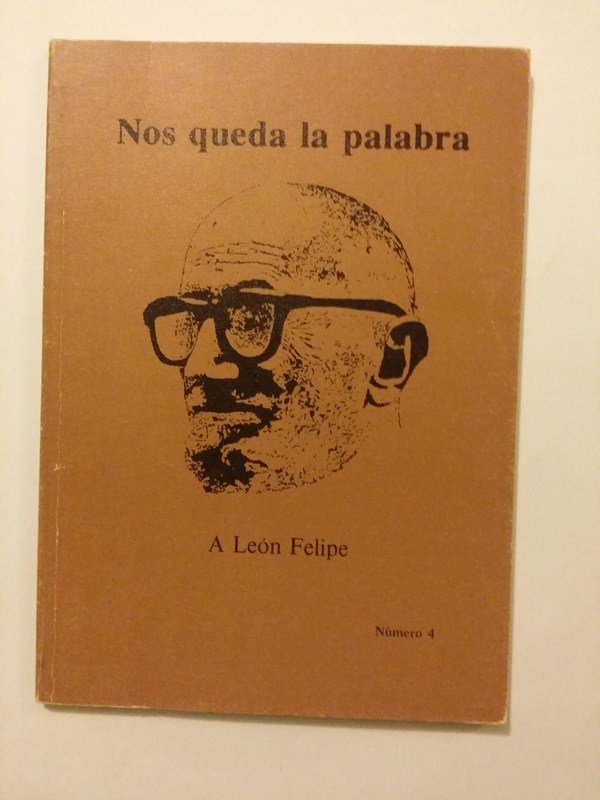 Nos queda la palabra
A León Felipe
Número 4